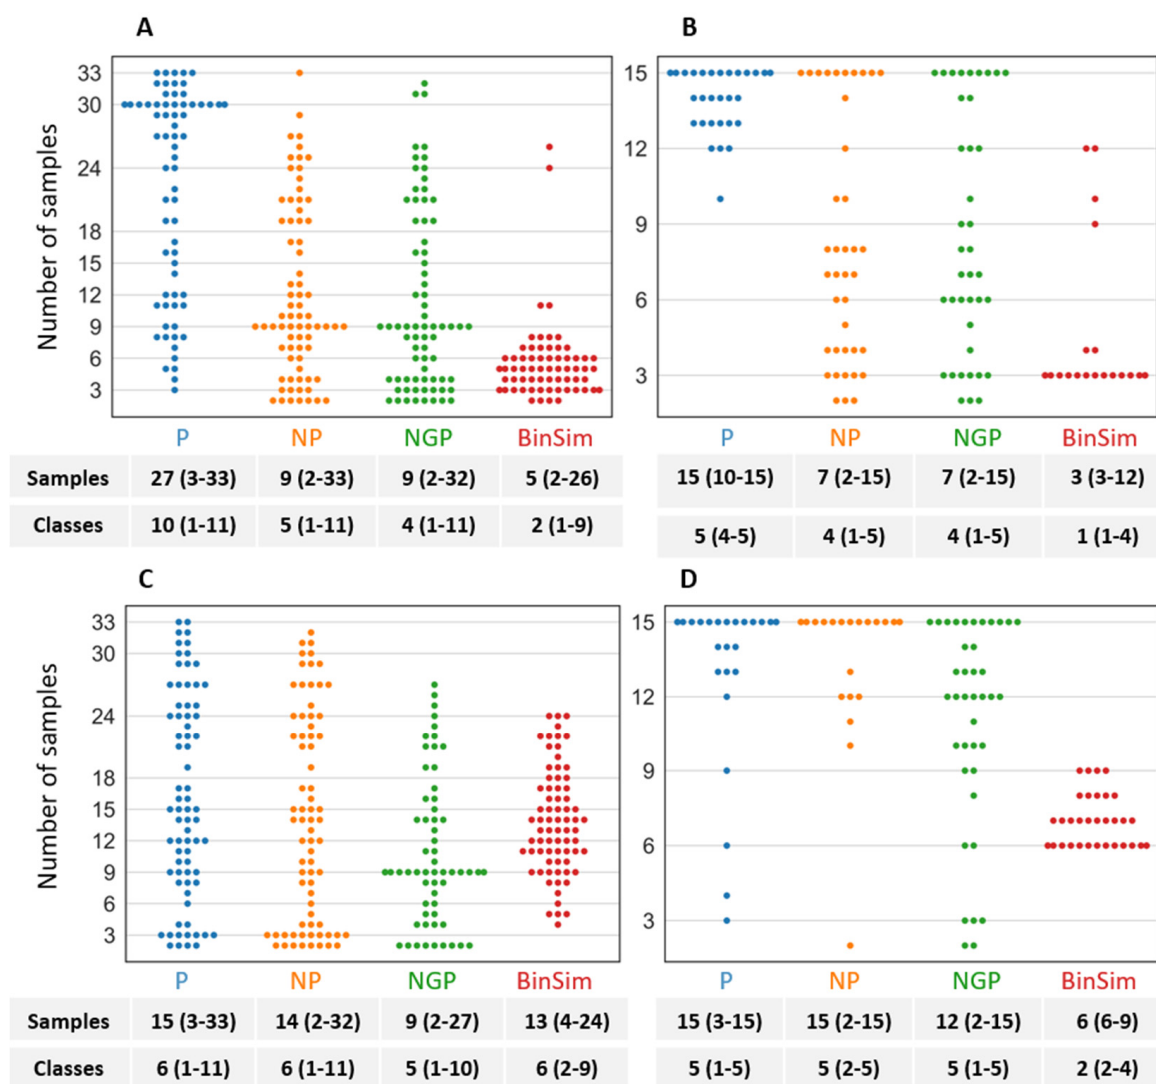 A
B
Number of samples
33
30
24
18
15
12
9
6
3
15
12
9
6
3
P NP NGP BinSim
P NP NGP BinSim
Samples 27 (3-33) 9 (2-33) 9 (2-32) 5 (2-26)
15 (10-15) 7 (2-15) 7 (2-15) 3 (3-12)
Classes 10 (1-11) 5 (1-11) 4 (1-11) 2 (1-9)
5 (4-5) 4 (1-5) 4 (1-5) 1 (1-4)
C
D
Number of samples
33
30
24
18
15
12
9
6
3
15
12
9
6
3
P NP NGP BinSim
P NP NGP BinSim
Samples 15 (3-33) 14 (2-32) 9 (2-27) 13 (4-24)
15 (3-15) 15 (2-15) 12 (2-15) 6 (6-9)
Classes 6 (1-11) 6 (1-11) 5 (1-10) 6 (2-9)
5 (1-5) 5 (2-5) 5 (1-5) 2 (2-4)